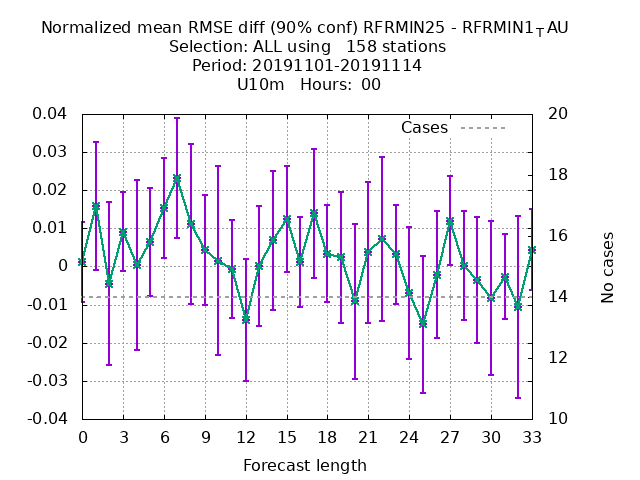 Normalized mean RMSE diff (90% conf) RFRMIN25 - RFRMIN1_TAU
Selection: ALL using 158 stations
Period: 20191101-20191114
U10m Hours: 00
Cases
0.04
0.03
0.02
0.01
0
-0.01
-0.02
-0.03
-0.04
20
18
16
14
12
10
No cases
0 3 6 9 12 15 18 21 24 27 30 33
Forecast length